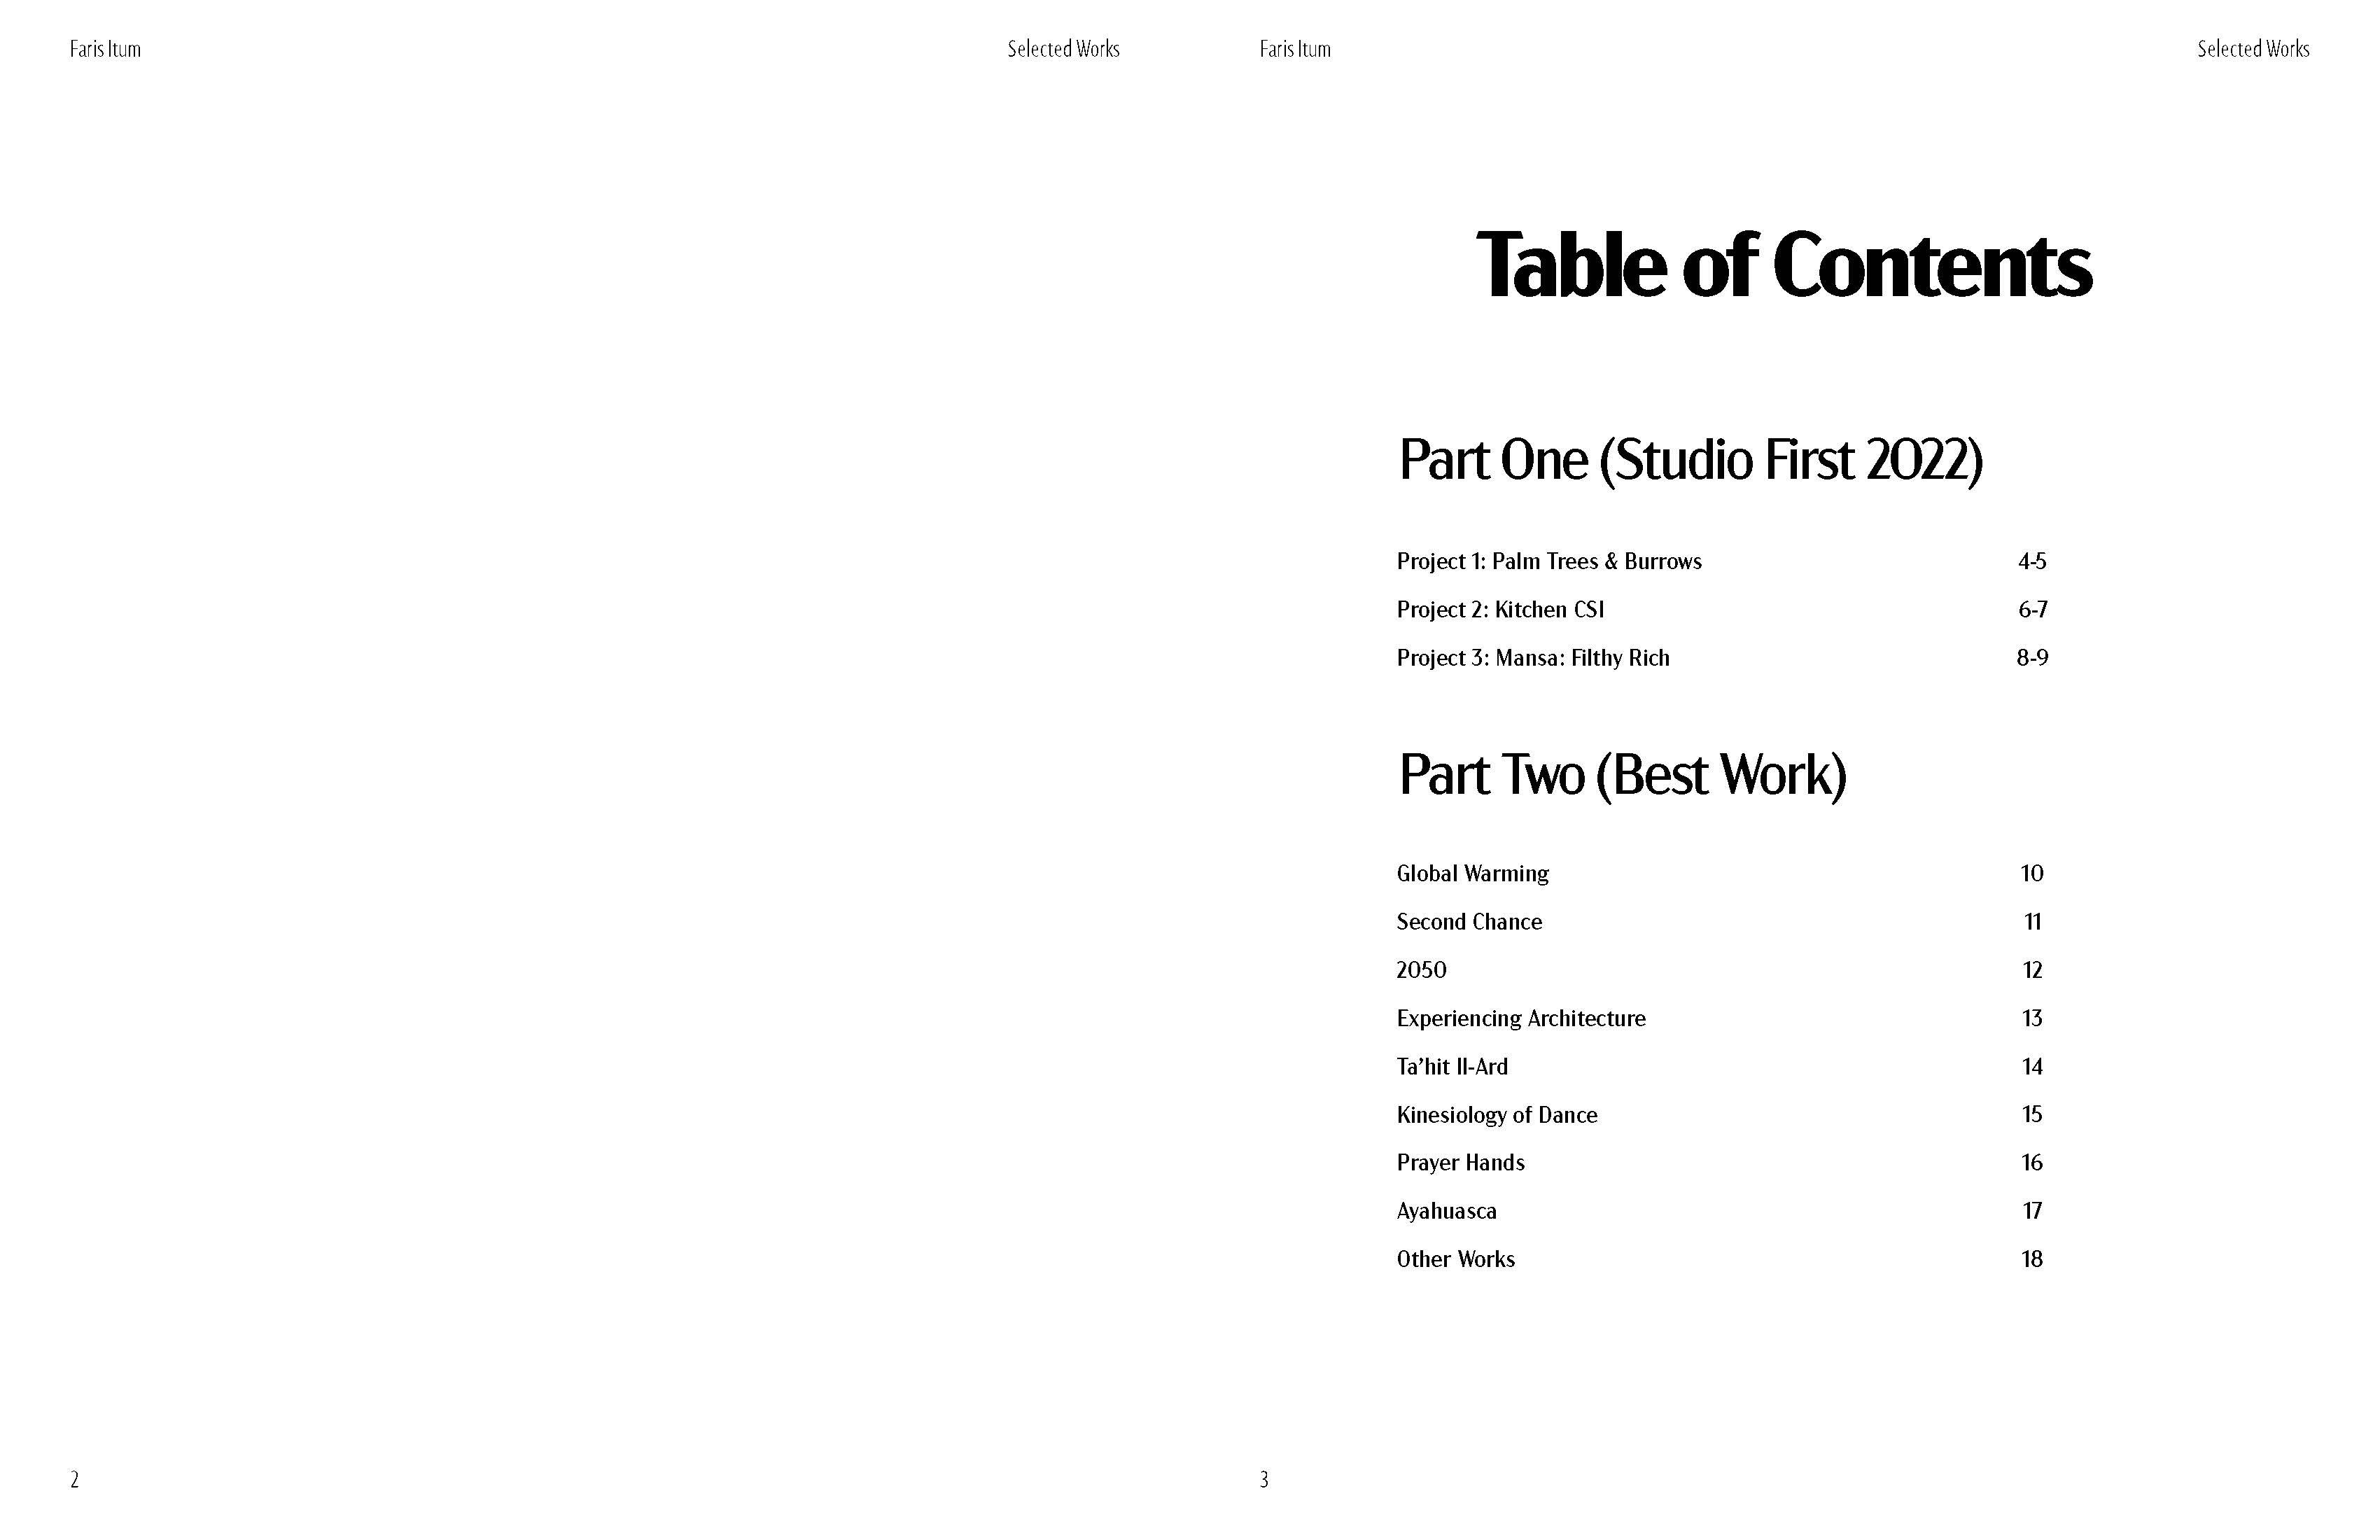 Faris Itum
Selected Works
2
Faris Itum
Selected Works
Table of Contents
Part One (Studio First 2022)
Project 1: Palm Trees & Burrows 4-5
Project 2: Kitchen CSI 6-7
Project 3: Mansa: Filthy Rich 8-9
Part Two (Best Work)
Global Warming 10
Second Chance 11
2050 12
Experiencing Architecture 13
Ta’hit Il-Ard 14
Kinesiology of Dance 15
Prayer Hands 16
Ayahuasca 17
Other Works 18
3